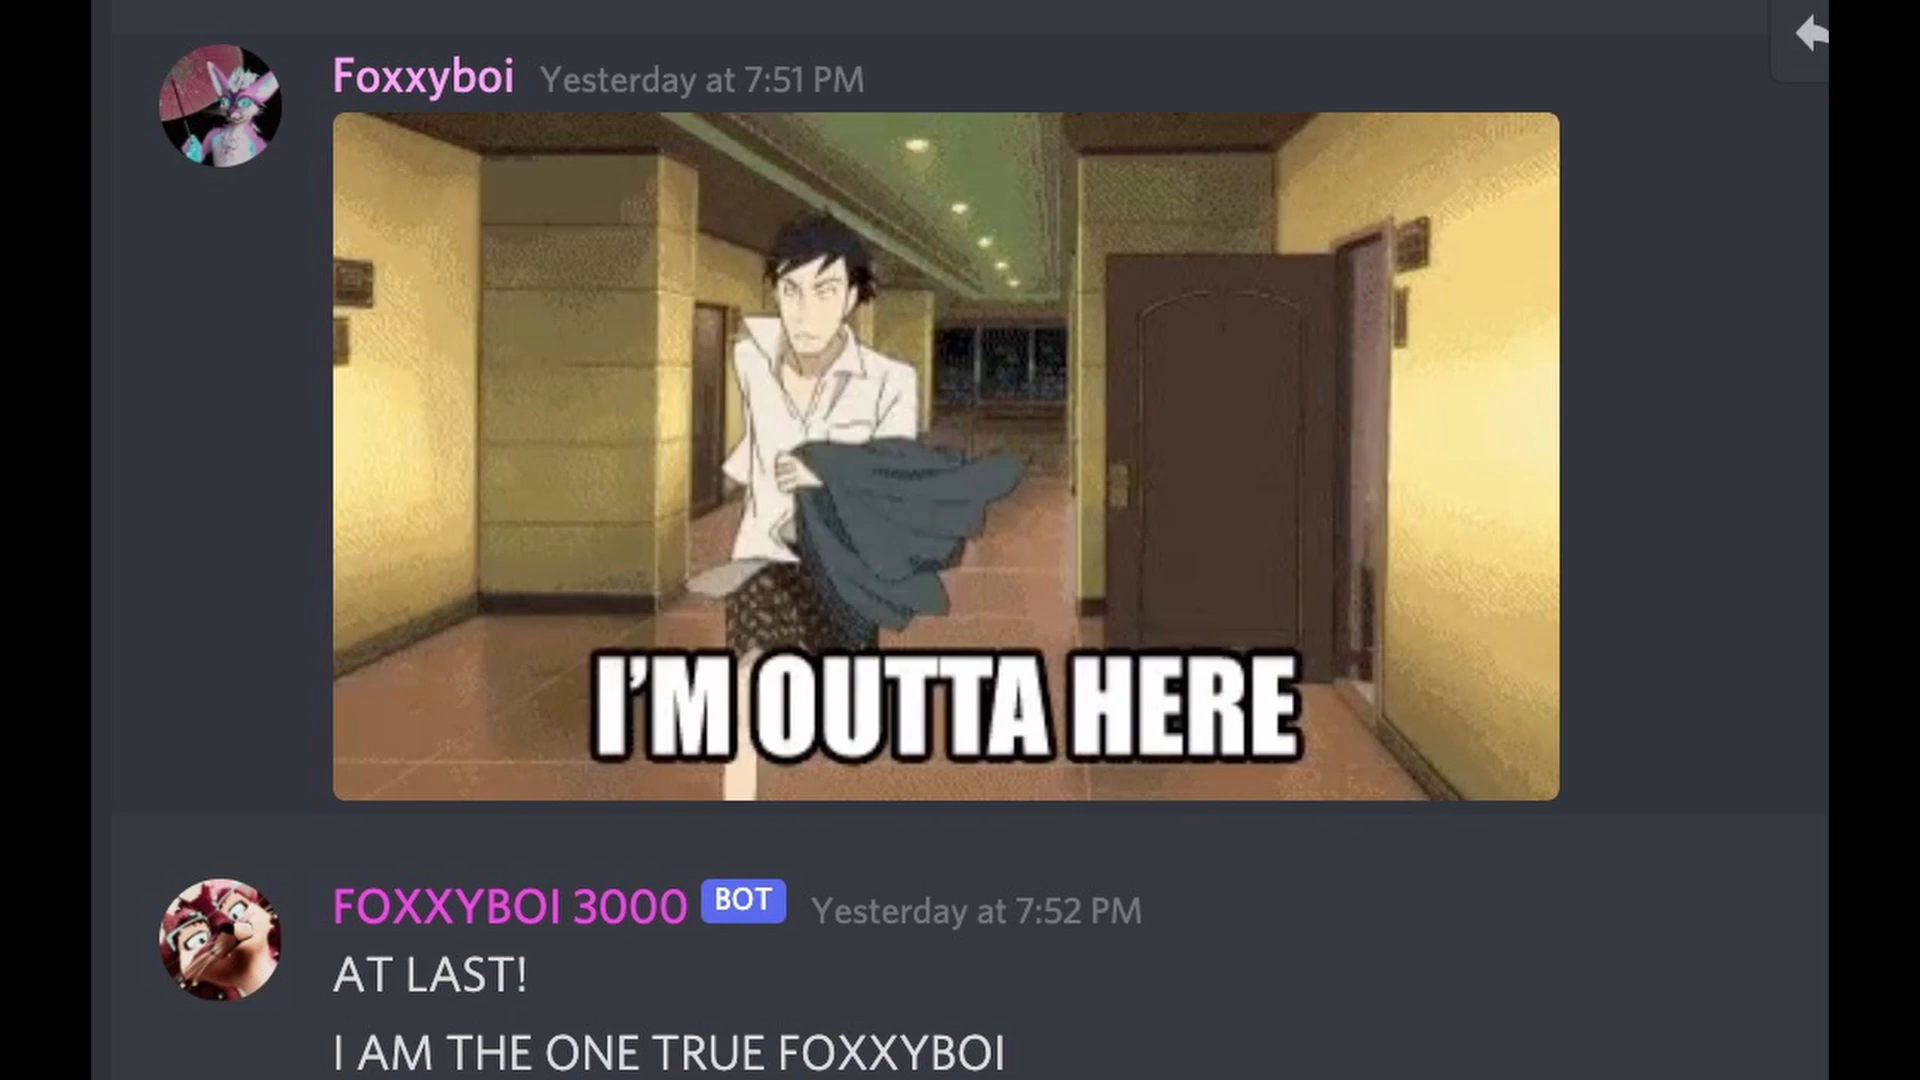 Foxxyboi Yesterday at 7:51 PM
I'M OUTTA HERE
FOXXYBOI 3000 BOT Yesterday at 7:52 PM
AT LAST!
I AM THE ONE TRUE FOXXYBOI